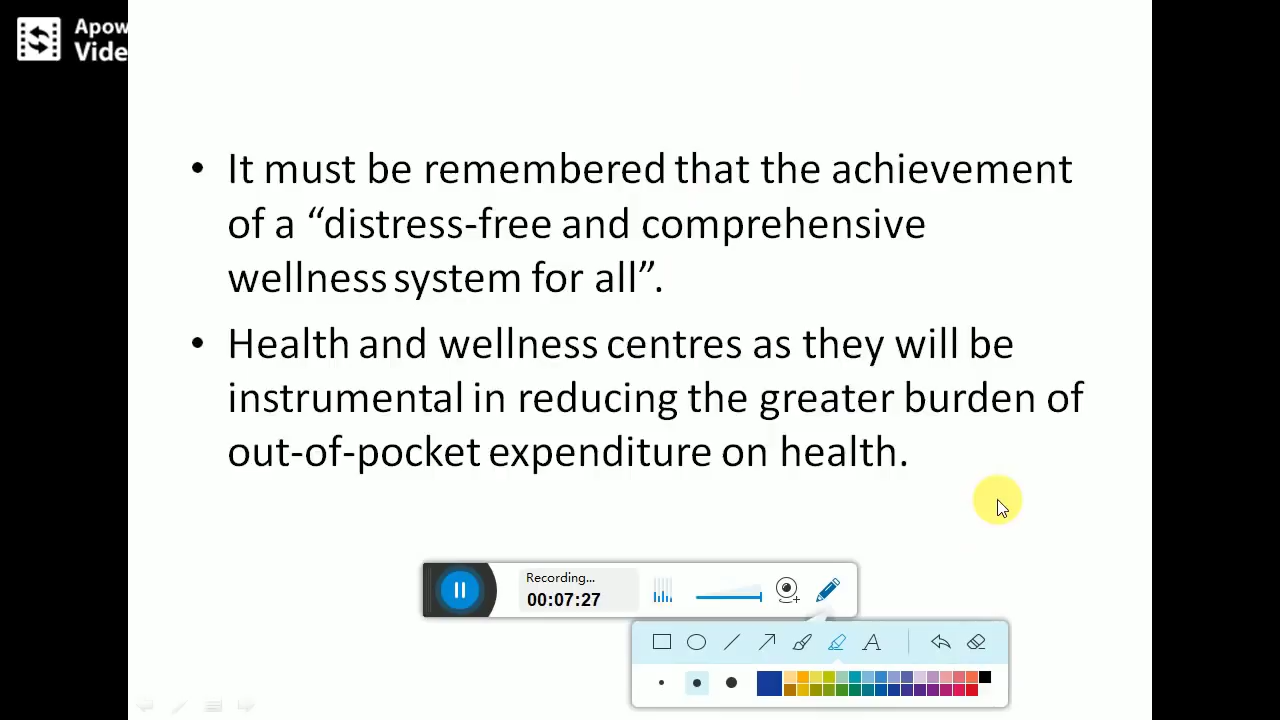 Apow
Vide
• It must be remembered that the achievement
of a “distress-free and comprehensive
wellness system for all”.
• Health and wellness centres as they will be
instrumental in reducing the greater burden of
out-of-pocket expenditure on health.
Recording...
00:07:27
A